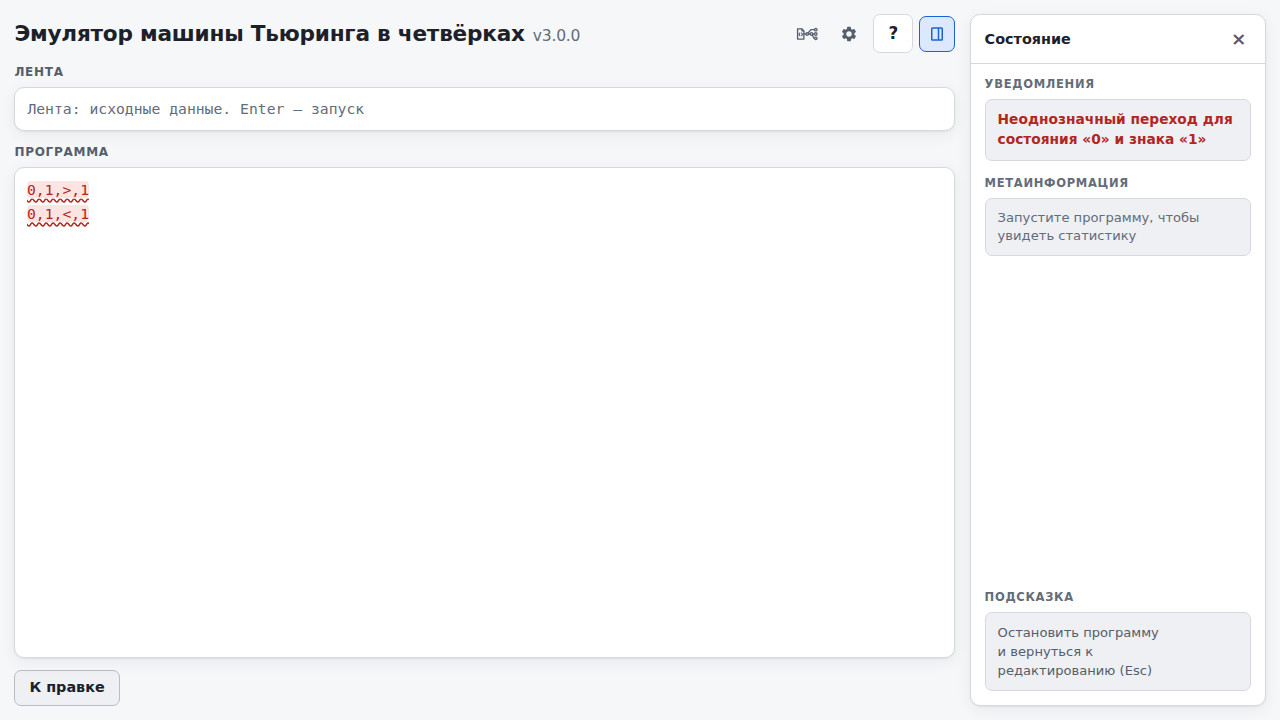 Эмулятор машины Тьюринга в четвёрках v3.0.0
?
ЛЕНТА
Лента: исходные данные. Enter — запуск
ПРОГРАММА
0,1,>,1
0,1,<,1
К правке
Состояние
×
УВЕДОМЛЕНИЯ
Неоднозначный переход для
состояния «0» и знака «1»
МЕТАИНФОРМАЦИЯ
Запустите программу, чтобы
увидеть статистику
ПОДСКАЗКА
Остановить программу
и вернуться к
редактированию (Esc)